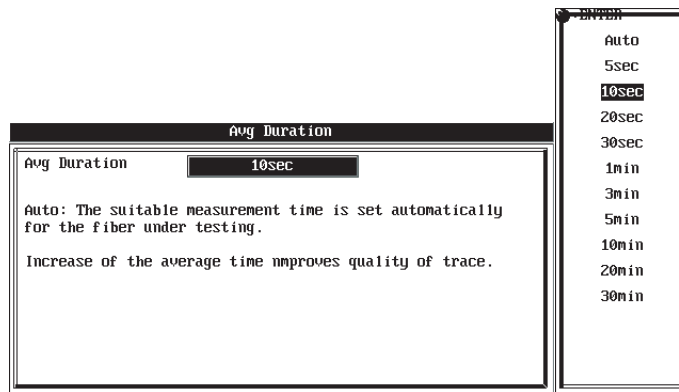 Avg Duration
Avg Duration 10sec
Auto: The suitable measurement time is set automatically
for the fiber under testing.
Increase of the average time nmproves quality of trace.
ENTER
Auto
5sec
10sec
20sec
30sec
1min
3min
5min
10min
20min
30min